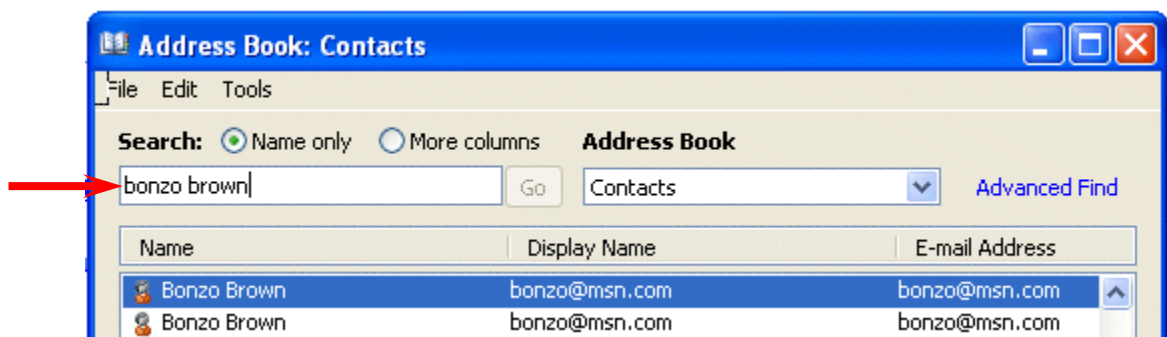 Address Book: Contacts
File Edit Tools
Search: Name only More columns Address Book
bonzo brown Go Contacts Advanced Find
Name Display Name E-mail Address
Bonzo Brown bonzo@msn.com bonzo@msn.com
Bonzo Brown bonzo@msn.com bonzo@msn.com